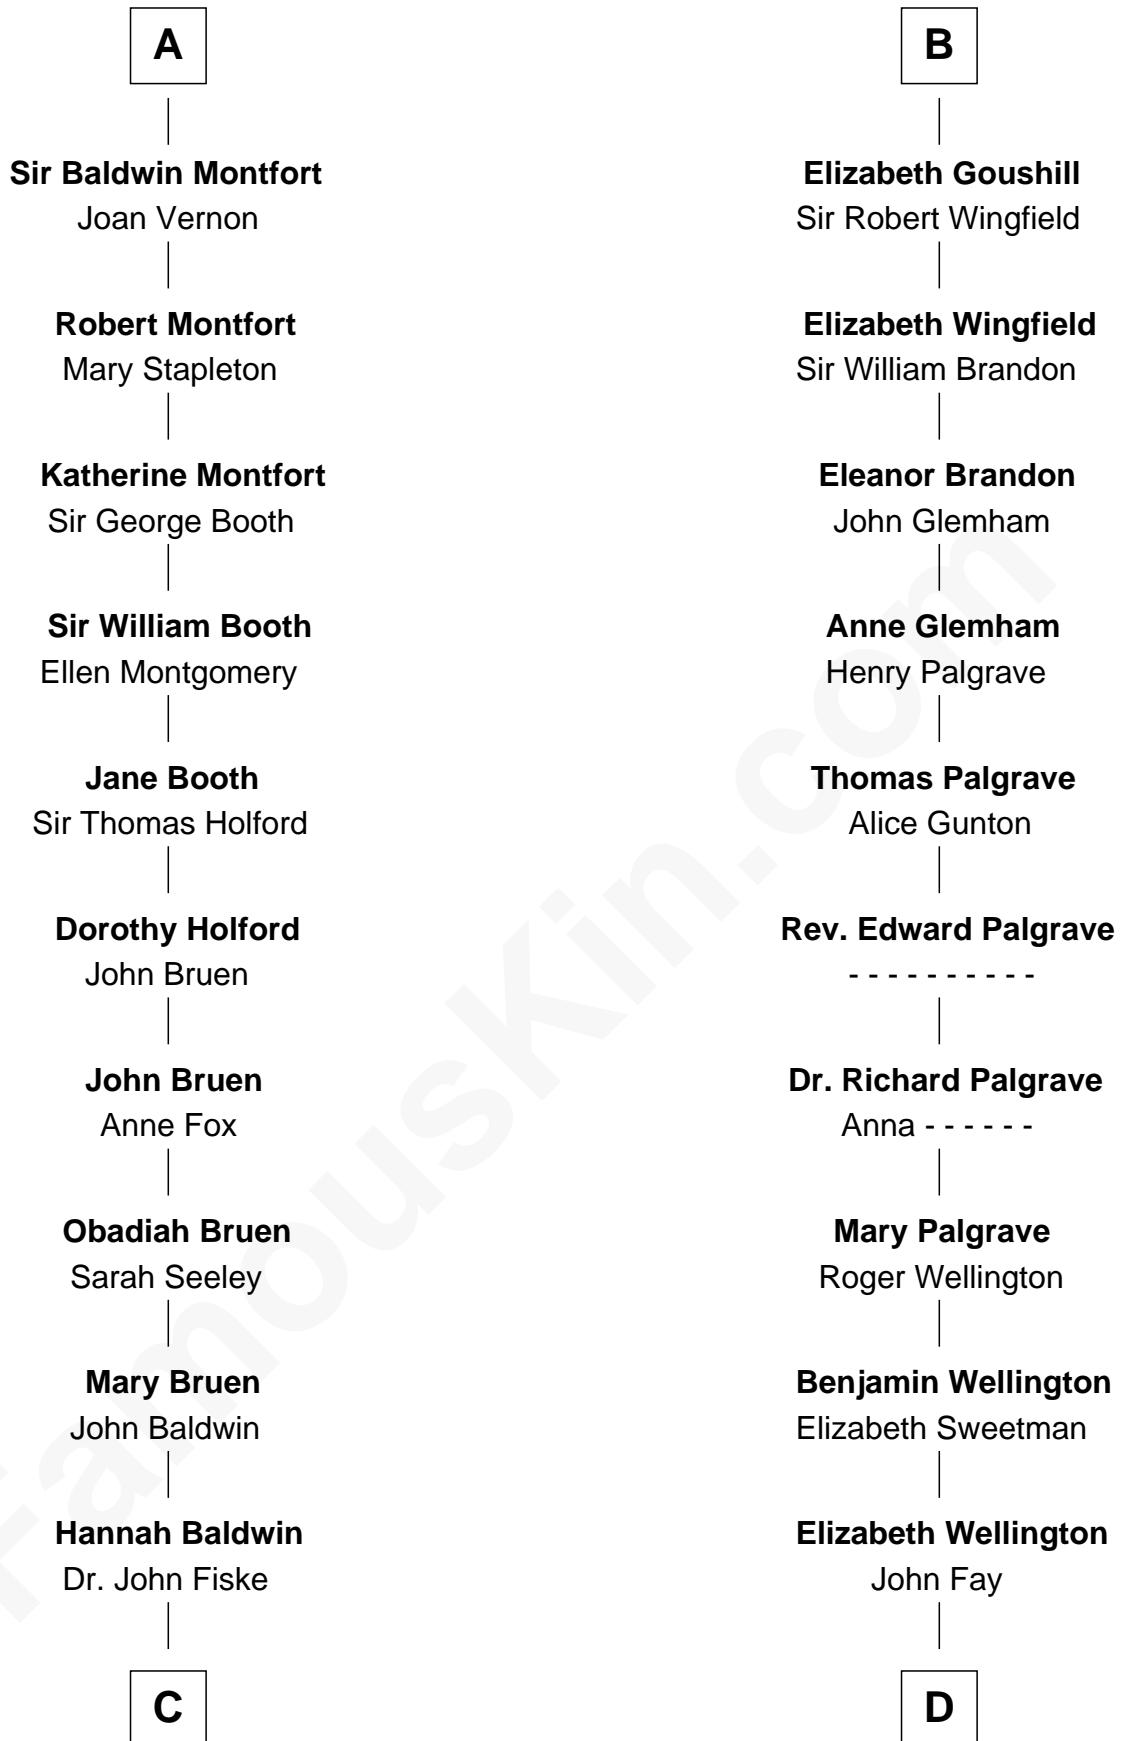 A
Sir Baldwin Montfort
Joan Vernon
Robert Montfort
Mary Stapleton
Katherine Montfort
Sir George Booth
Sir William Booth
Ellen Montgomery
Jane Booth
Sir Thomas Holford
Dorothy Holford
John Bruen
John Bruen
Anne Fox
Obadiah Bruen
Sarah Seeley
Mary Bruen
John Baldwin
Hannah Baldwin
Dr. John Fiske
C
B
Elizabeth Goushill
Sir Robert Wingfield
Elizabeth Wingfield
Sir William Brandon
Eleanor Brandon
John Glemham
Anne Glemham
Henry Palgrave
Thomas Palgrave
Alice Gunton
Rev. Edward Palgrave
- - - - - - - - - -
Dr. Richard Palgrave
Anna - - - - - -
Mary Palgrave
Roger Wellington
Benjamin Wellington
Elizabeth Sweetman
Elizabeth Wellington
John Fay
D
FamousKin.com